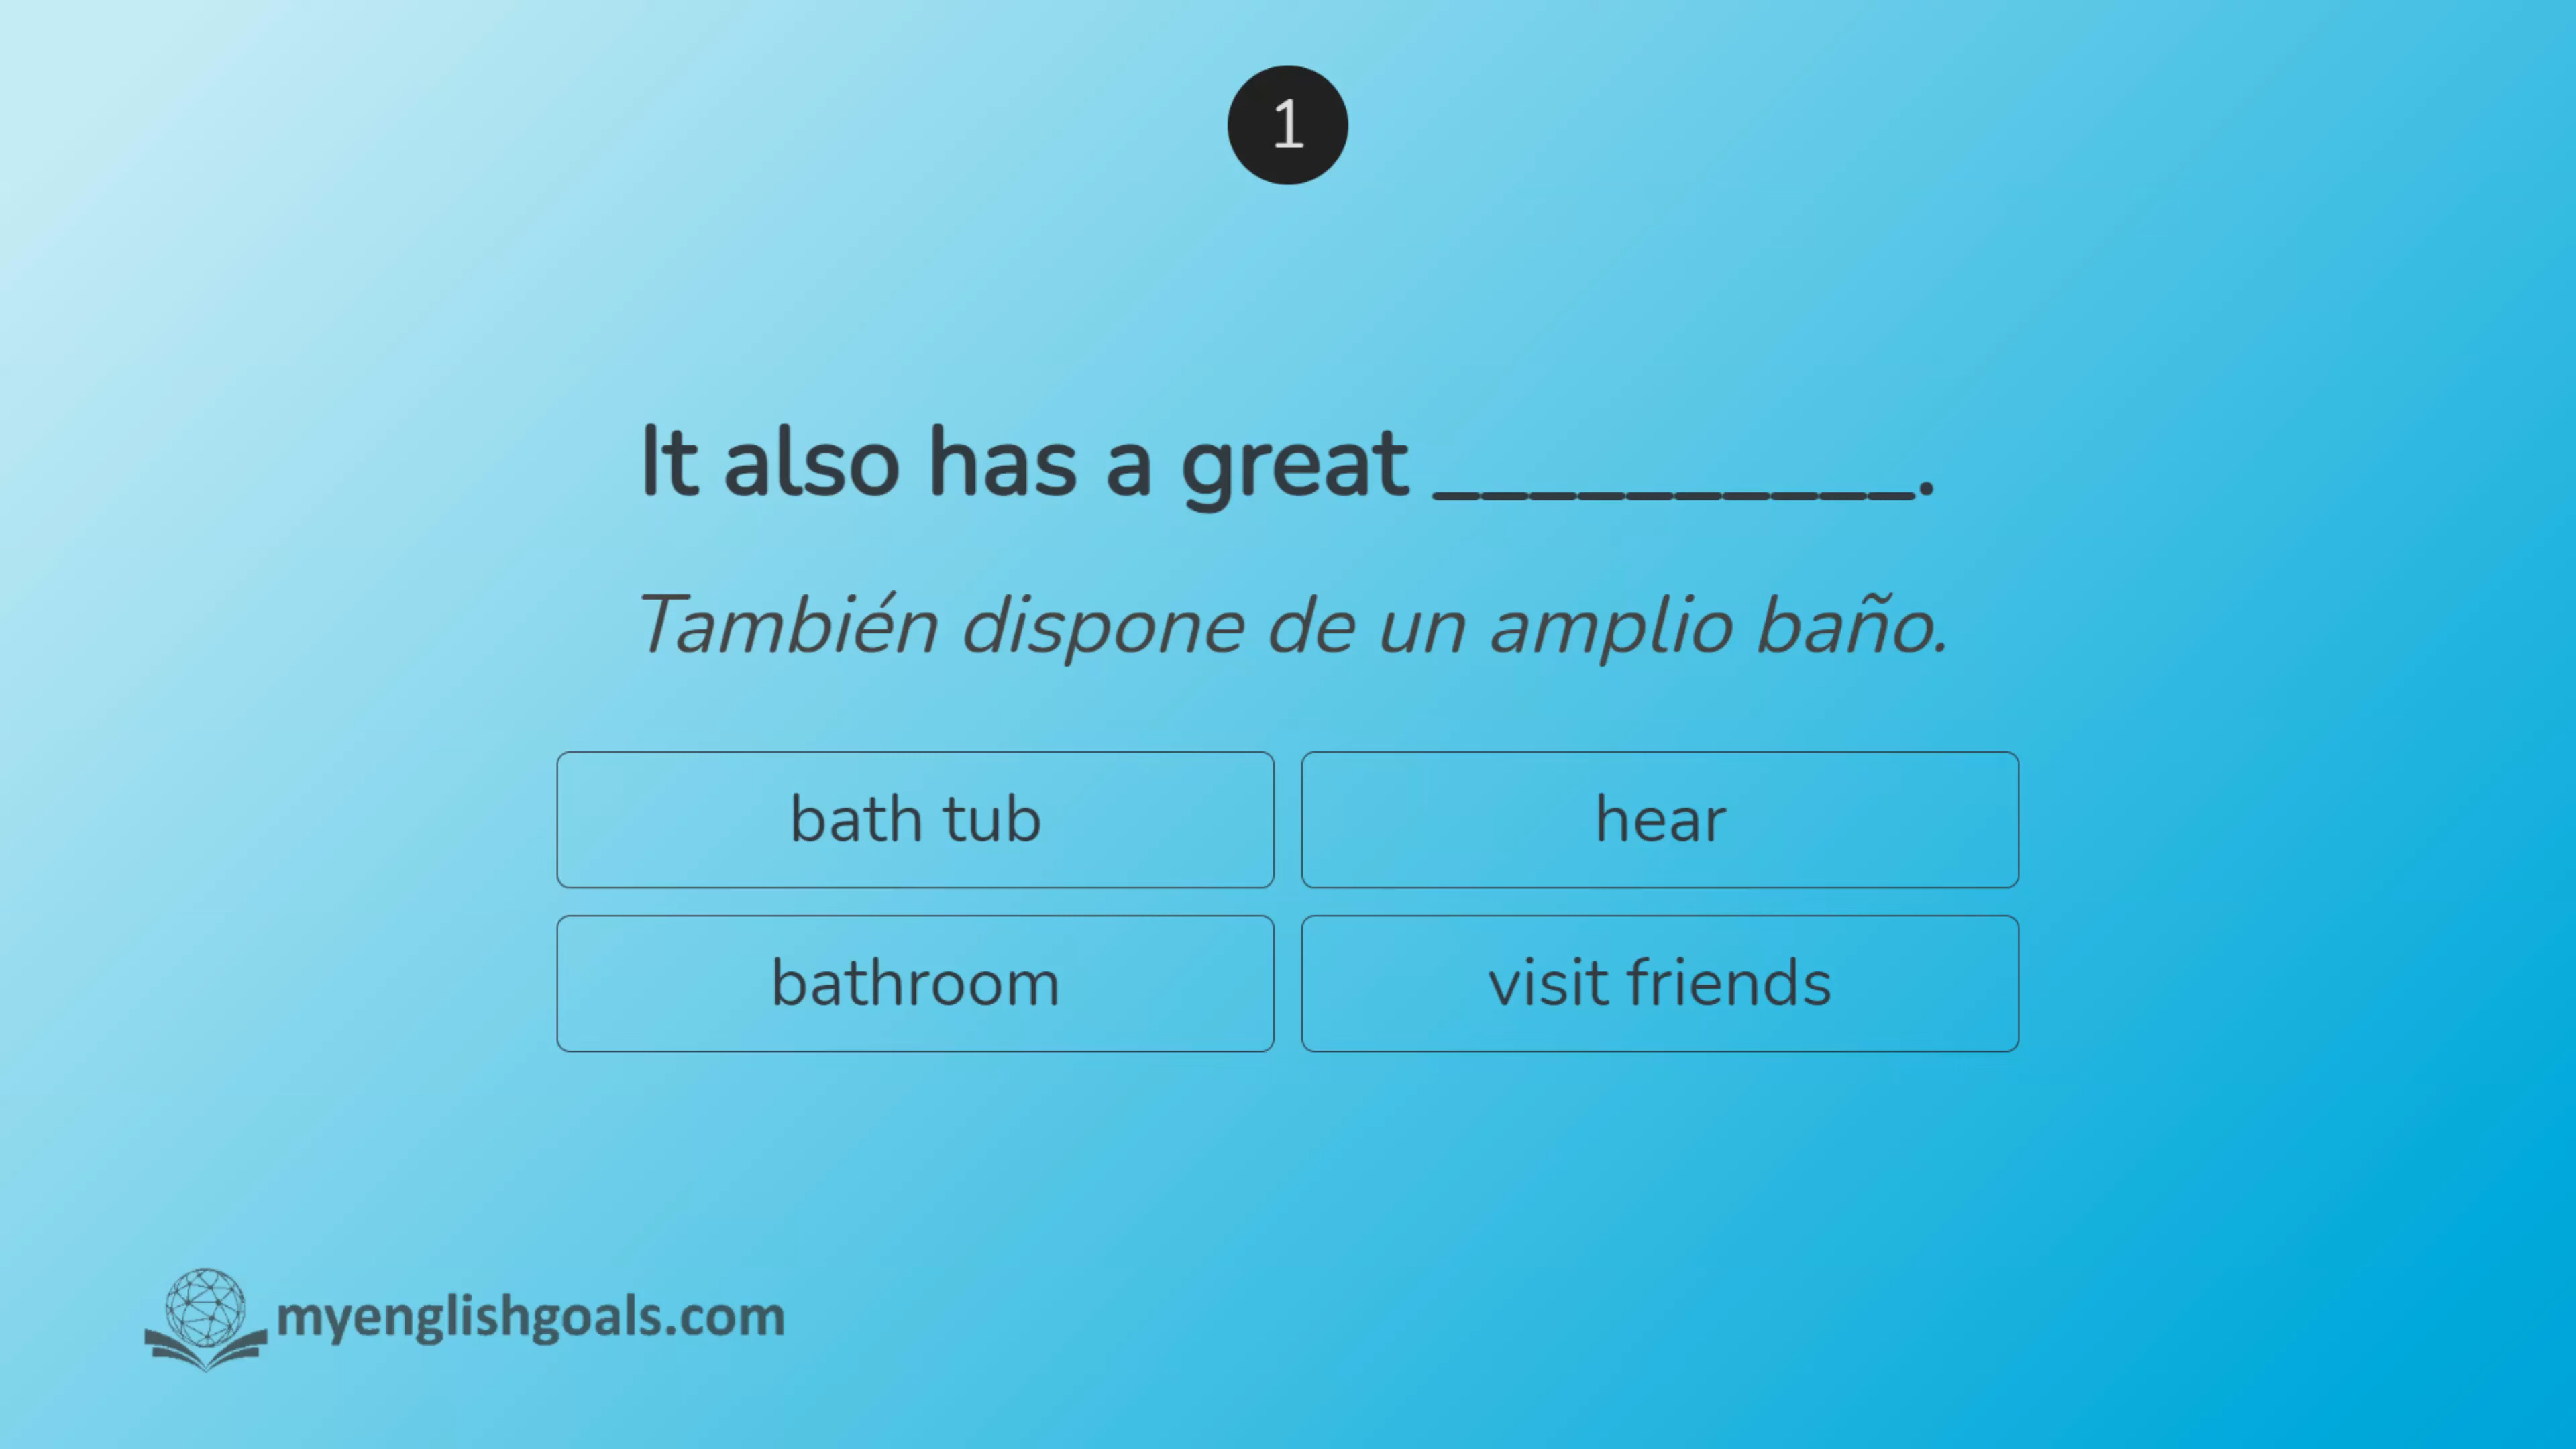 1
It also has a great __________.
También dispone de un amplio baño.
bath tub
hear
bathroom
visit friends
myenglishgoals.com